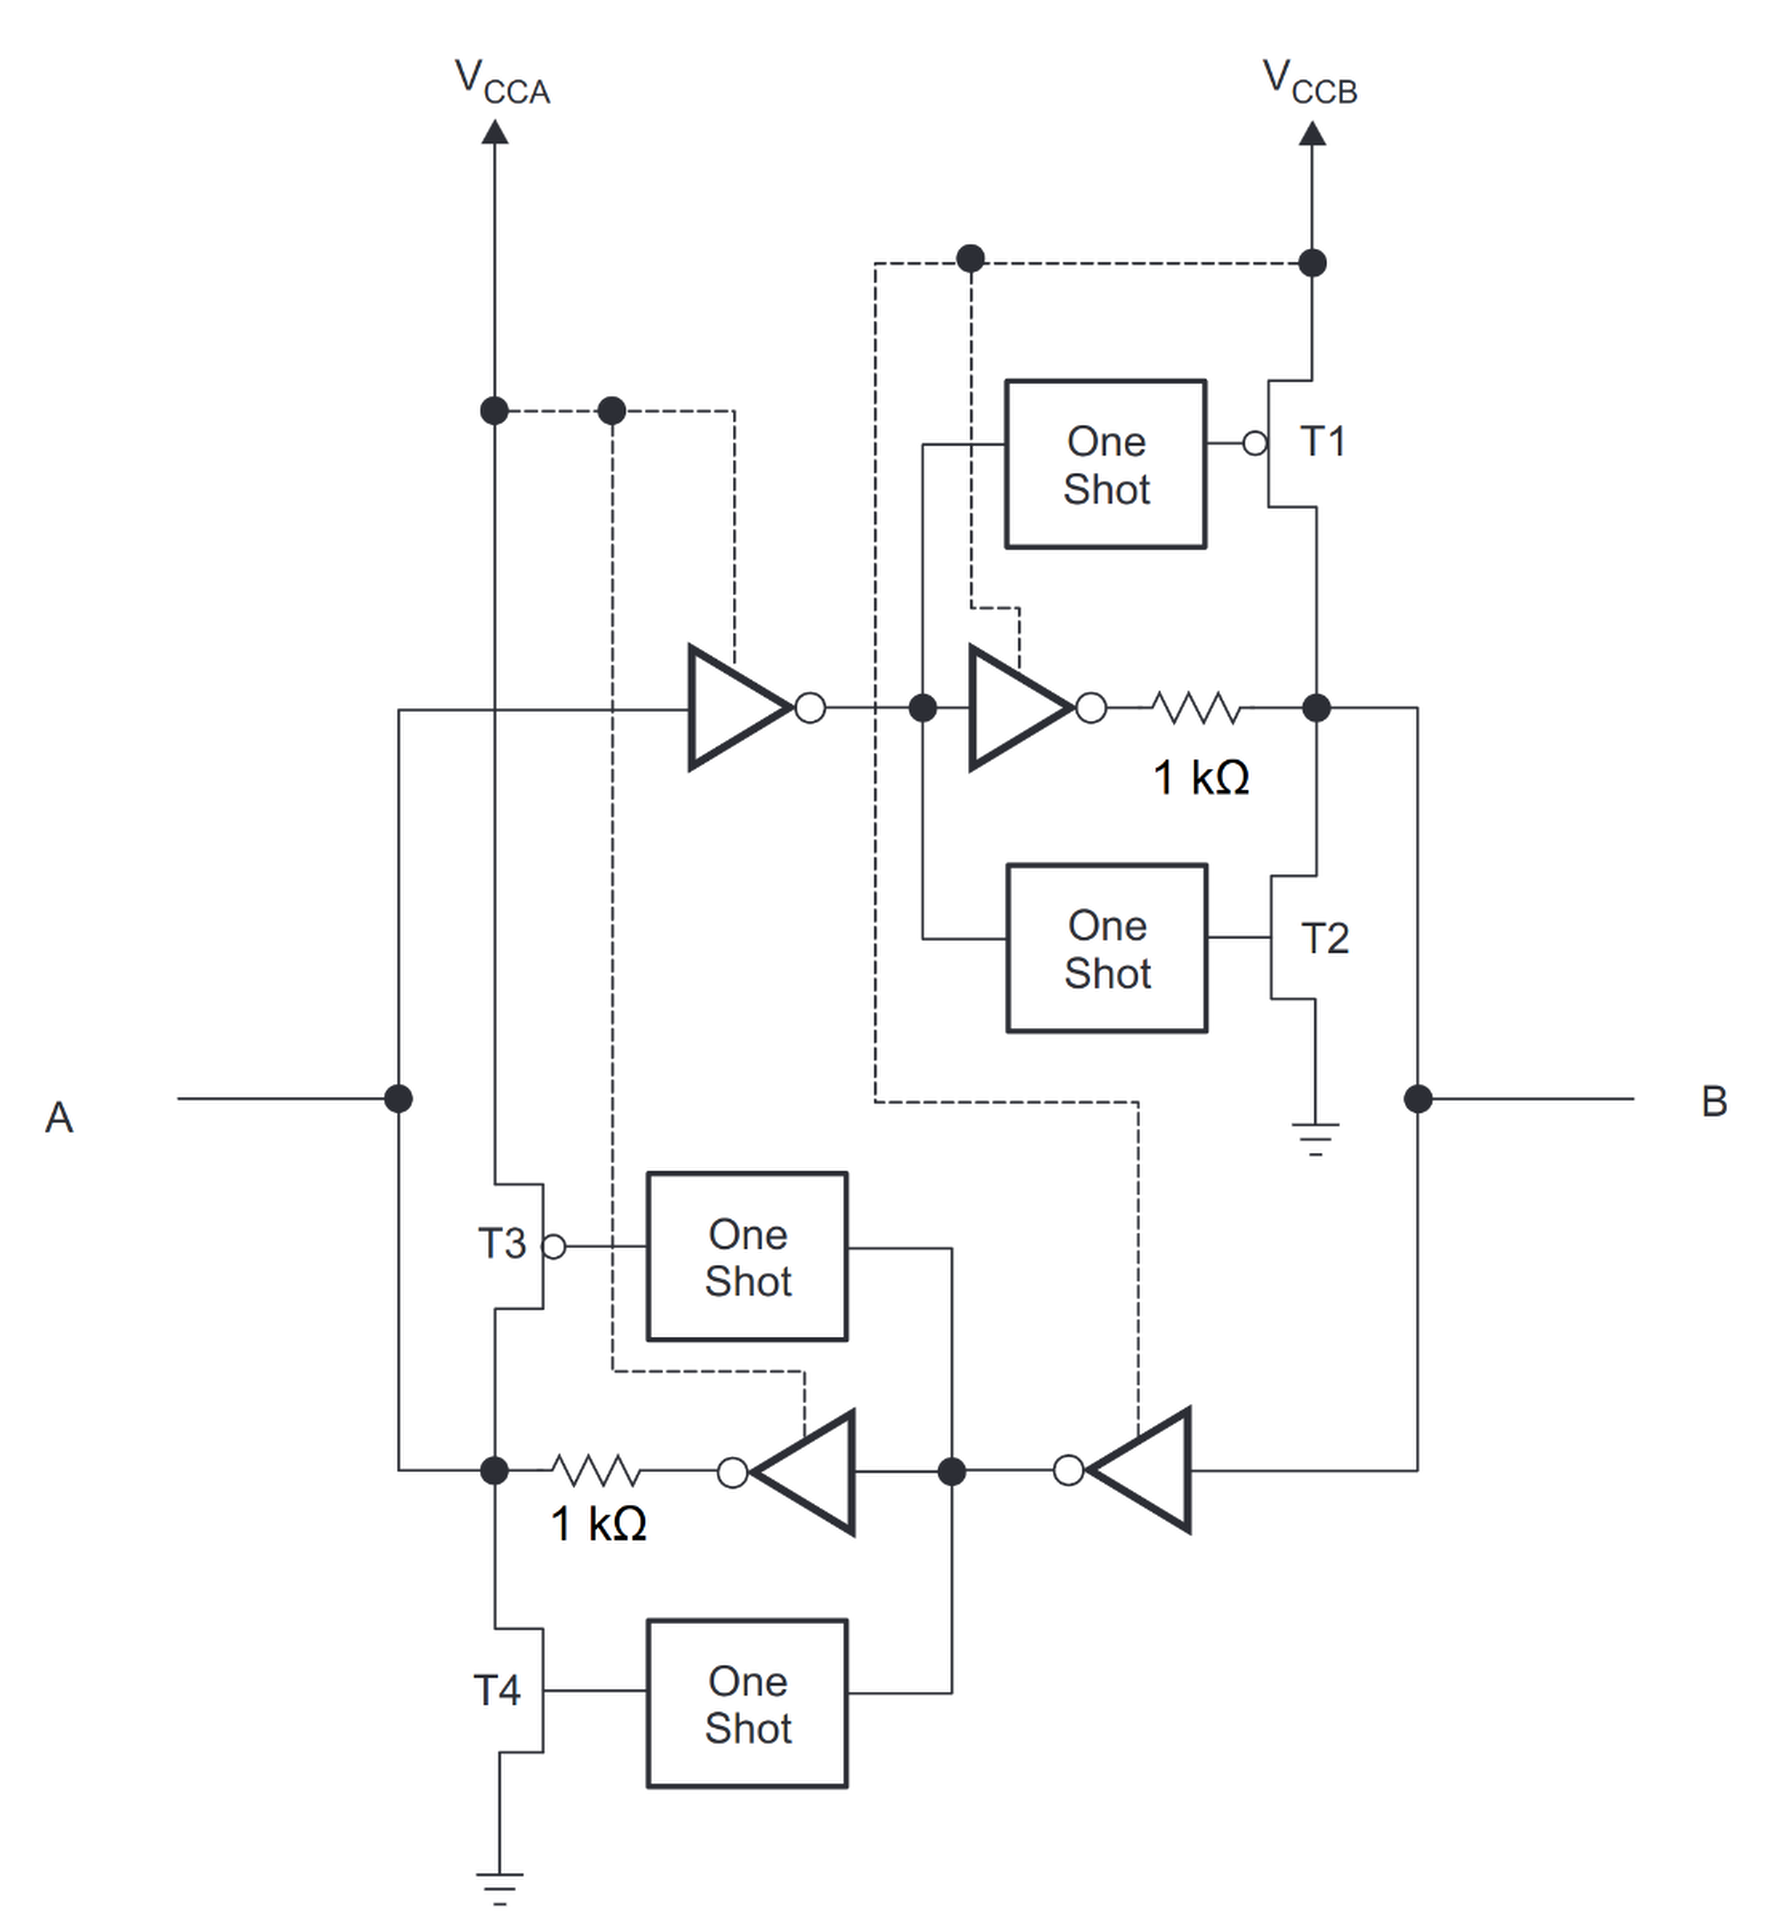 VCCA
VCCB
One
Shot
T1
1 kΩ
One
Shot
T2
A
B
T3
One
Shot
1 kΩ
T4
One
Shot